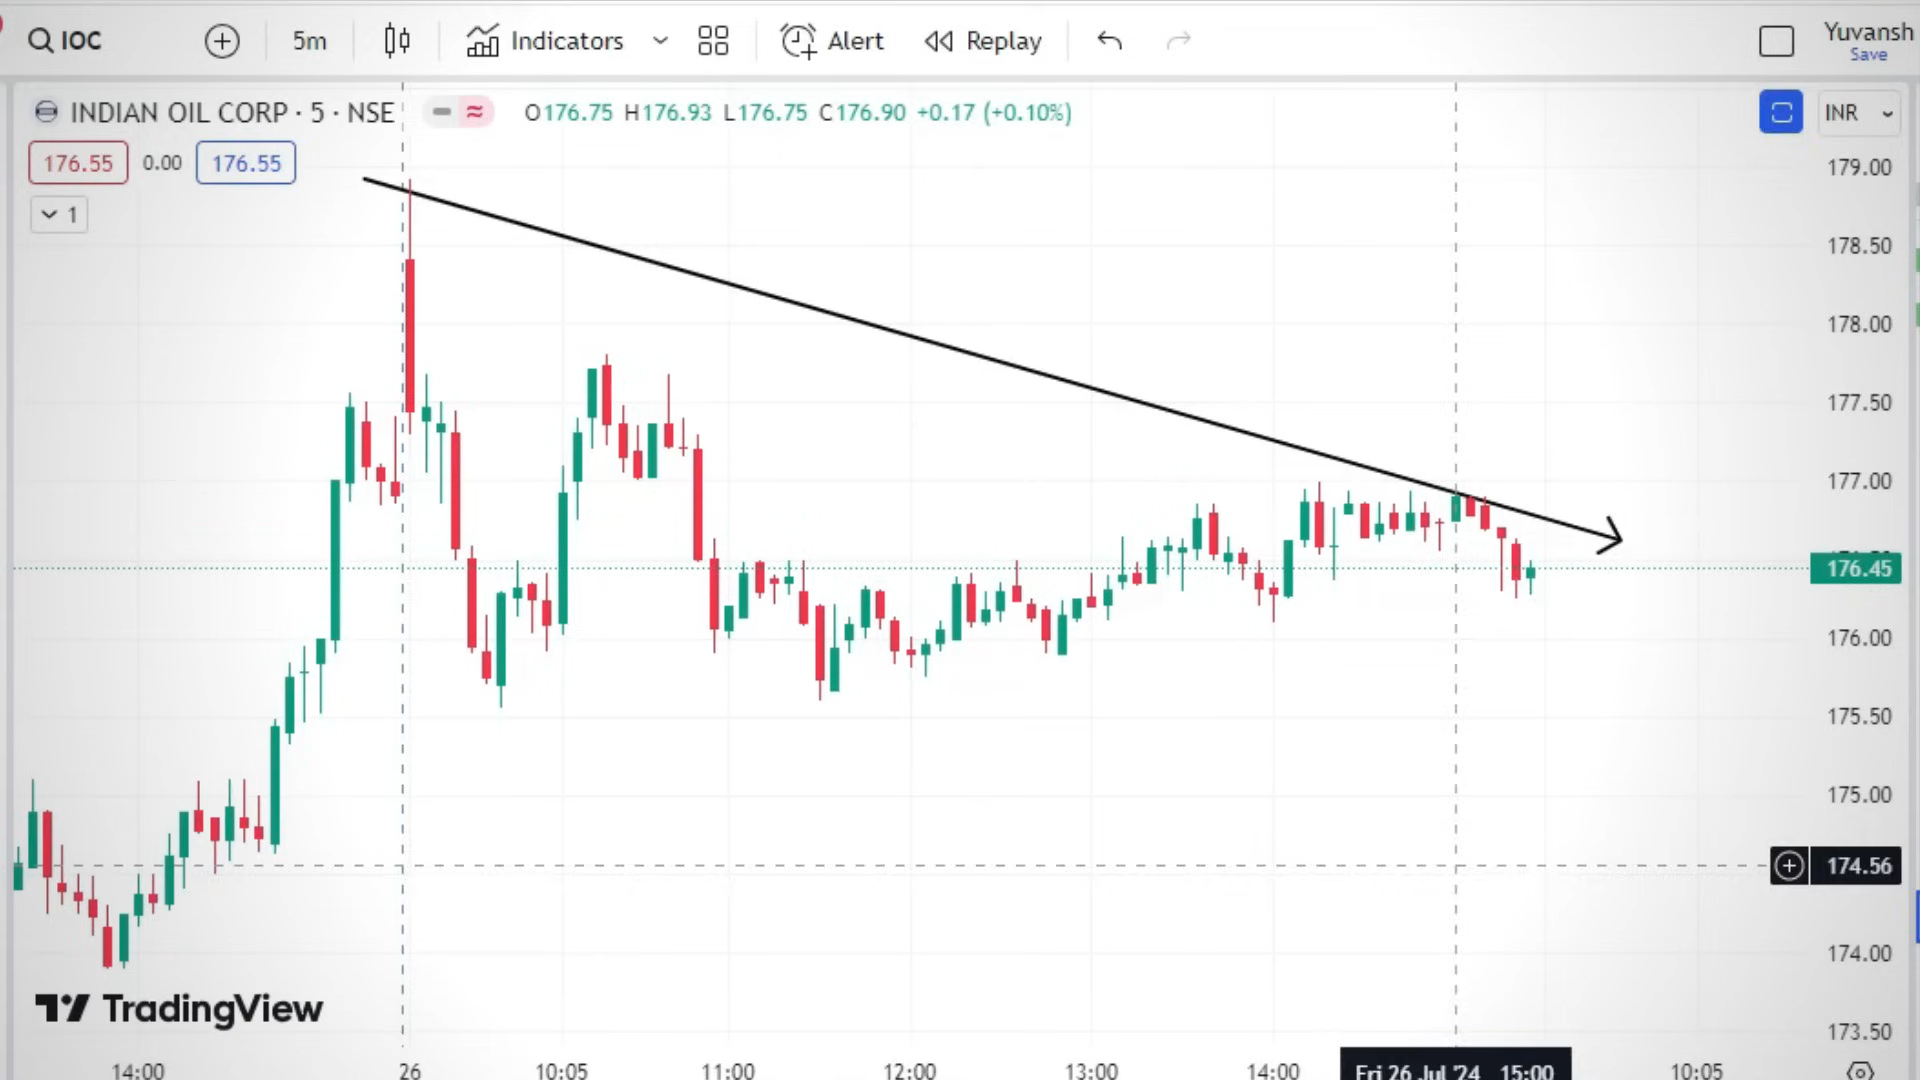 IOC 5m Indicators Alert Replay Yuvansh
Save
INDIAN OIL CORP · 5 · NSE O176.75 H176.93 L176.75 C176.90 +0.17 (+0.10%) INR
176.55 0.00 176.55
1
179.00
178.50
178.00
177.50
177.00
176.45
176.00
175.50
175.00
174.56
174.00
173.50
TradingView
14:00 26 10:05 11:00 12:00 13:00 14:00 Fri 26 Jul '24 15:00 10:05